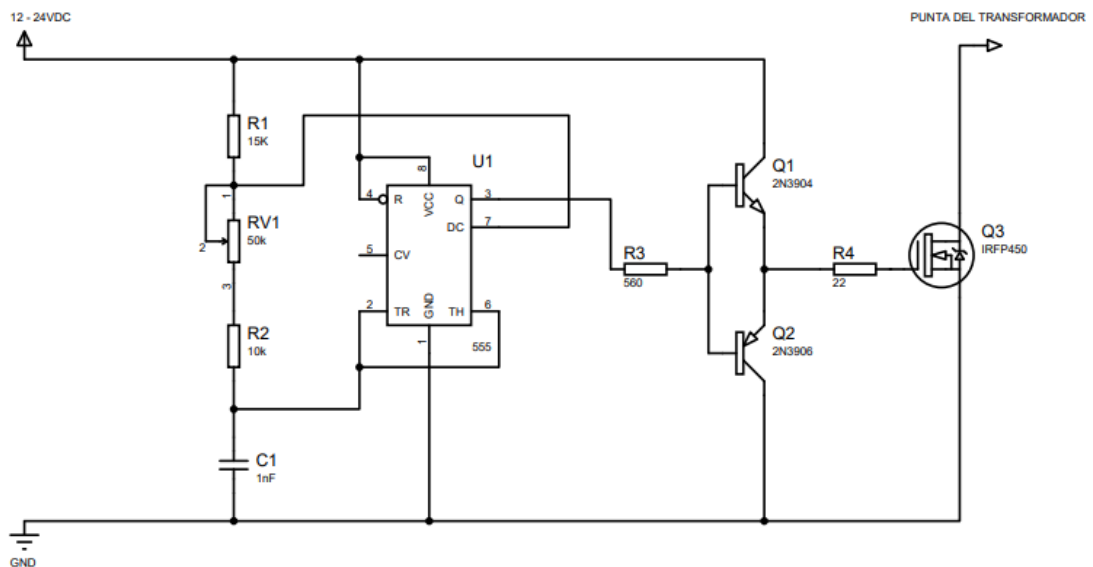 12 - 24VDC
PUNTA DEL TRANSFORMADOR
R1
15K
U1
8
4
R
VCC
Q
3
DC
7
1
RV1
2
50k
3
5
CV
2
TR
GND
TH
6
1
555
R2
10k
C1
1nF
R3
560
Q1
2N3904
Q2
2N3906
R4
22
Q3
IRFP450
GND